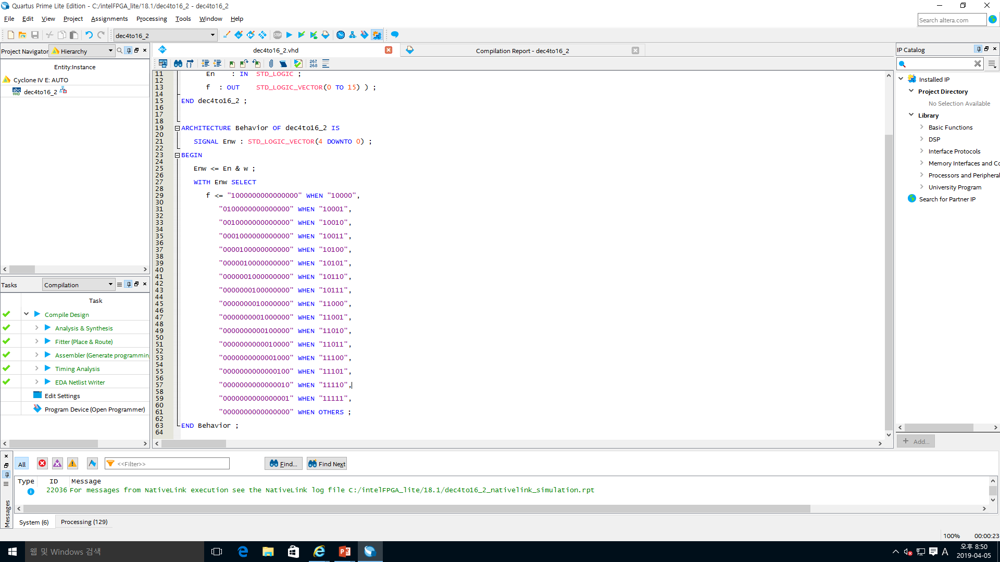 Quartus Prime Lite Edition - C:/intelFPGA_lite/18.1/dec4to16_2 - dec4to16_2
File Edit View Project Assignments Processing Tools Window Help
Search altera.com
dec4to16_2
STOP
Project Navigator Hierarchy
dec4to16_2.vhd
Compilation Report - dec4to16_2
IP Catalog
Entity:Instance
Cyclone IV E: AUTO
dec4to16_2
267
268
11 En : IN STD_LOGIC ;
12
13 f : OUT STD_LOGIC_VECTOR(0 TO 15) ) ;
14
15 END dec4to16_2 ;
16
17
18
19 ARCHITECTURE Behavior OF dec4to16_2 IS
20
21 SIGNAL Enw : STD_LOGIC_VECTOR(4 DOWNTO 0) ;
22
23 BEGIN
24
25 Enw <= En & w ;
26
27 WITH Enw SELECT
28
29 f <= "1000000000000000" WHEN "10000",
30
31 "0100000000000000" WHEN "10001",
32
33 "0010000000000000" WHEN "10010",
34
35 "0001000000000000" WHEN "10011",
36
37 "0000100000000000" WHEN "10100",
38
39 "0000010000000000" WHEN "10101",
40
41 "0000001000000000" WHEN "10110",
42
43 "0000000100000000" WHEN "10111",
44
45 "0000000010000000" WHEN "11000",
46
47 "0000000001000000" WHEN "11001",
48
49 "0000000000100000" WHEN "11010",
50
51 "0000000000010000" WHEN "11011",
52
53 "0000000000001000" WHEN "11100",
54
55 "0000000000000100" WHEN "11101",
56
57 "0000000000000010" WHEN "11110",
58
59 "0000000000000001" WHEN "11111",
60
61 "0000000000000000" WHEN OTHERS ;
62
63 END Behavior ;
64
Installed IP
Project Directory
No Selection Available
Library
Basic Functions
DSP
Interface Protocols
Memory Interfaces and Co
Processors and Peripheral
University Program
Search for Partner IP
+ Add...
Tasks Compilation
Task
Compile Design
Analysis & Synthesis
Fitter (Place & Route)
Assembler (Generate programmin
Timing Analysis
EDA Netlist Writer
Edit Settings
Program Device (Open Programmer)
All <<Filter>> Find... Find Next
Type ID Message
22036 For messages from NativeLink execution see the NativeLink log file C:/intelFPGA_lite/18.1/dec4to16_2_nativelink_simulation.rpt
Messages
System (6) Processing (129)
100% 00:00:23
웹 및 Windows 검색
A
오후 8:50
2019-04-05